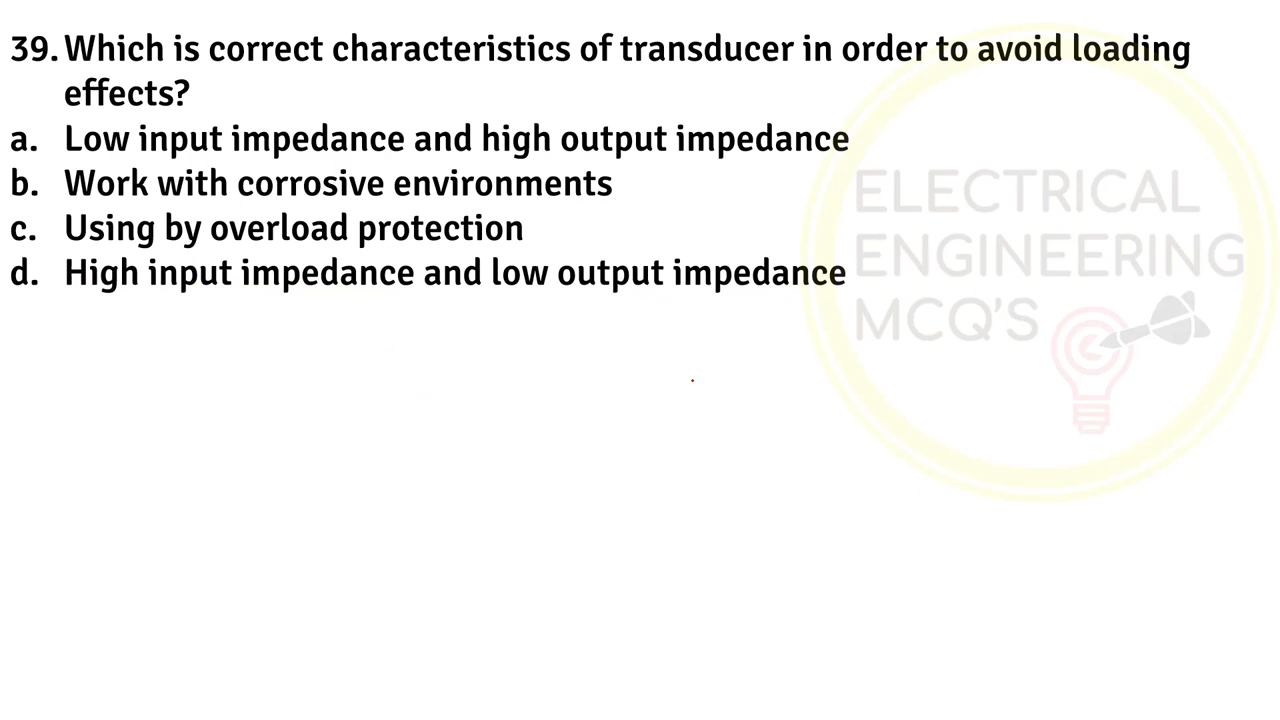 39. Which is correct characteristics of transducer in order to avoid loading
effects?
a. Low input impedance and high output impedance
b. Work with corrosive environments
c. Using by overload protection
d. High input impedance and low output impedance
ELECTRICAL
ENGINEERING
MCQ'S